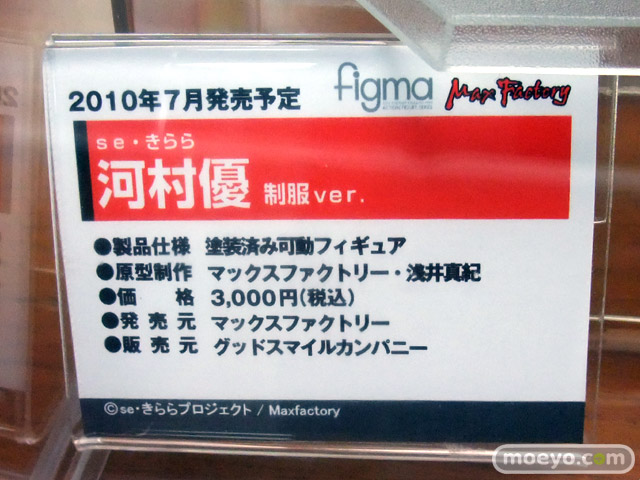 figma
Max Factory
2010年7月発売予定
se・きらら
河村優 制服ver.
●製品仕様 塗装済み可動フィギュア
●原型制作 マックスファクトリー・浅井真紀
●価 格 3,000円(税込)
●発売元 マックスファクトリー
●販売元 グッドスマイルカンパニー
©se・きららプロジェクト / Maxfactory
moeyo.com